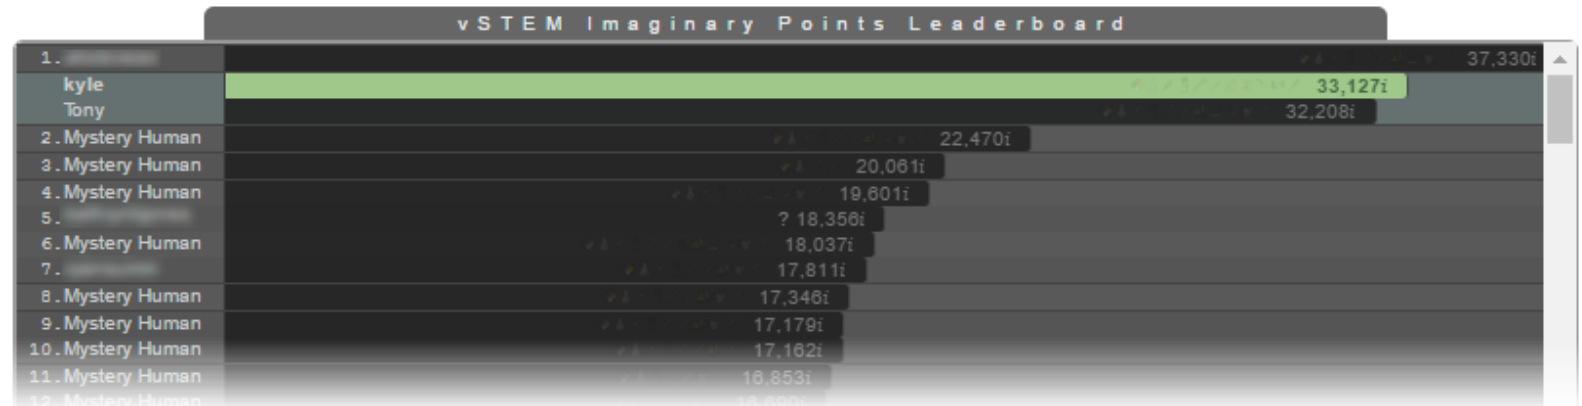 vSTEM Imaginary Points Leaderboard
1. 37,330i
kyle 33,127i
Tony 32,208i
2. Mystery Human 22,470i
3. Mystery Human 20,061i
4. Mystery Human 19,601i
5. ? 18,356i
6. Mystery Human 18,037i
7. 17,811i
8. Mystery Human 17,346i
9. Mystery Human 17,179i
10. Mystery Human 17,162i
11. Mystery Human 16,853i
12. Mystery Human